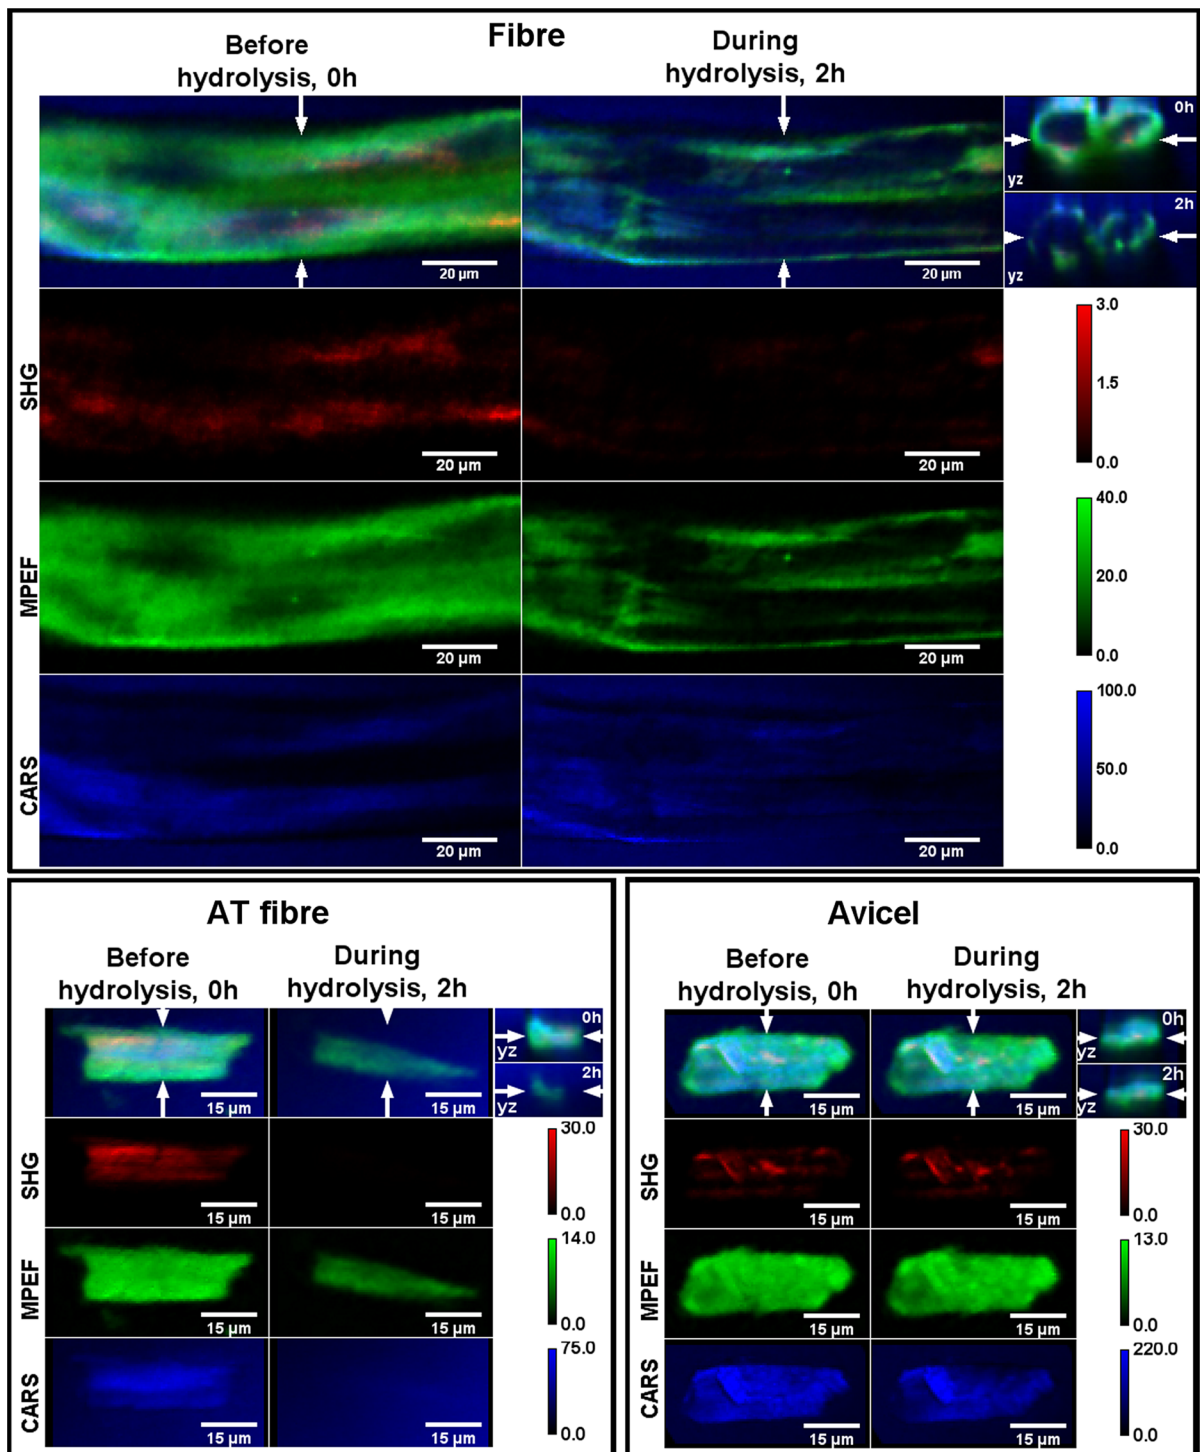 Fibre
Before
hydrolysis, 0h
During
hydrolysis, 2h
0h
yz
2h
yz
20 µm
20 µm
SHG
20 µm
20 µm
3.0
1.5
0.0
MPEF
20 µm
20 µm
40.0
20.0
0.0
CARS
20 µm
20 µm
100.0
50.0
0.0
AT fibre
Before
hydrolysis, 0h
During
hydrolysis, 2h
0h
yz
2h
yz
15 µm
15 µm
SHG
15 µm
15 µm
30.0
0.0
MPEF
15 µm
15 µm
14.0
0.0
CARS
15 µm
15 µm
75.0
0.0
Avicel
Before
hydrolysis, 0h
During
hydrolysis, 2h
0h
yz
2h
yz
15 µm
15 µm
SHG
15 µm
15 µm
30.0
0.0
MPEF
15 µm
15 µm
13.0
0.0
CARS
15 µm
15 µm
220.0
0.0